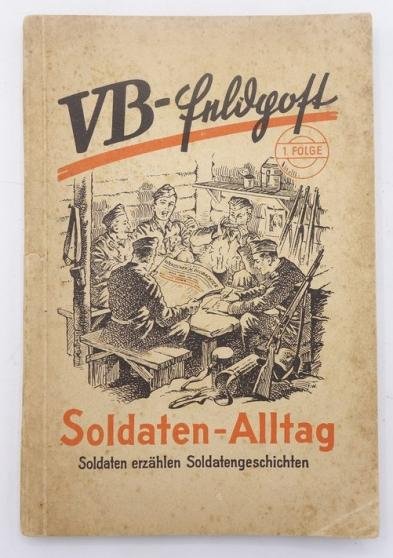 VB-Feldpost
1. FOLGE
Soldaten-Alltag
Soldaten erzählen Soldatengeschichten